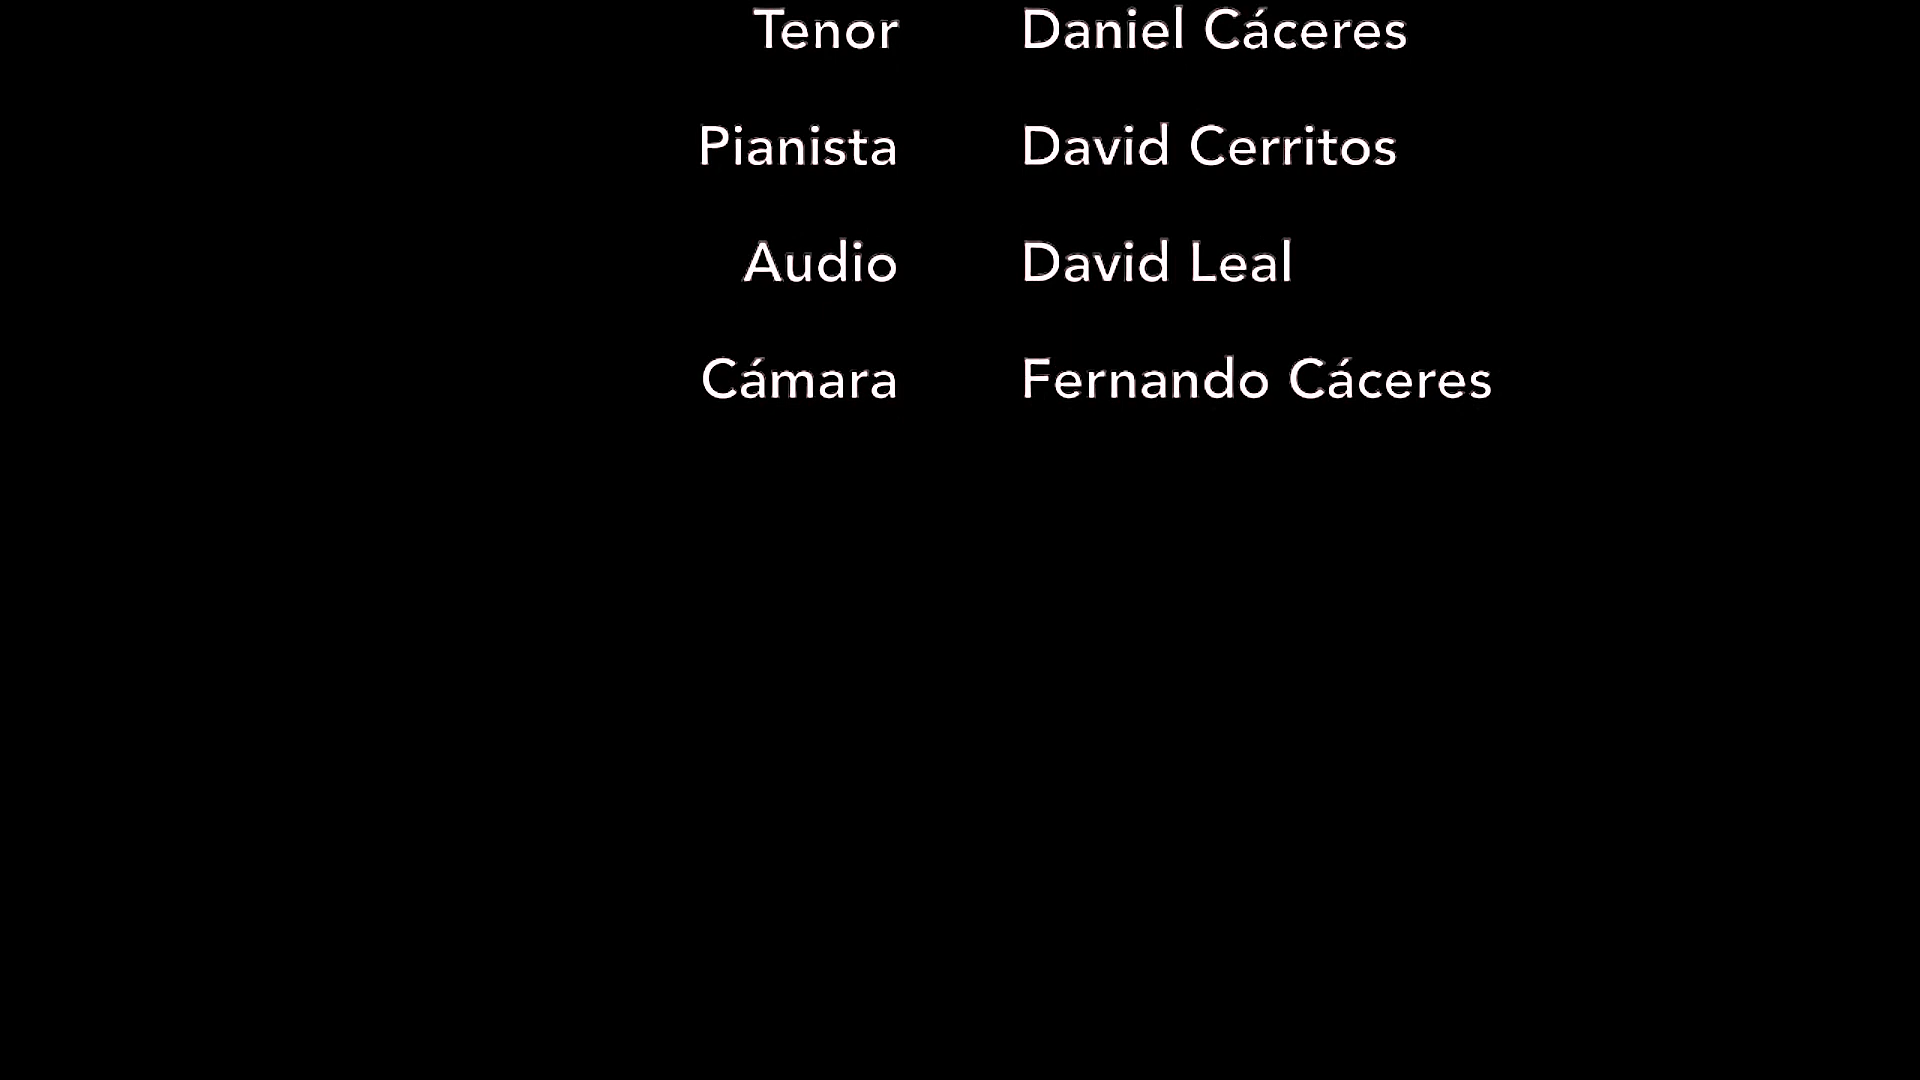 Tenor Daniel Cáceres
Pianista David Cerritos
Audio David Leal
Cámara Fernando Cáceres